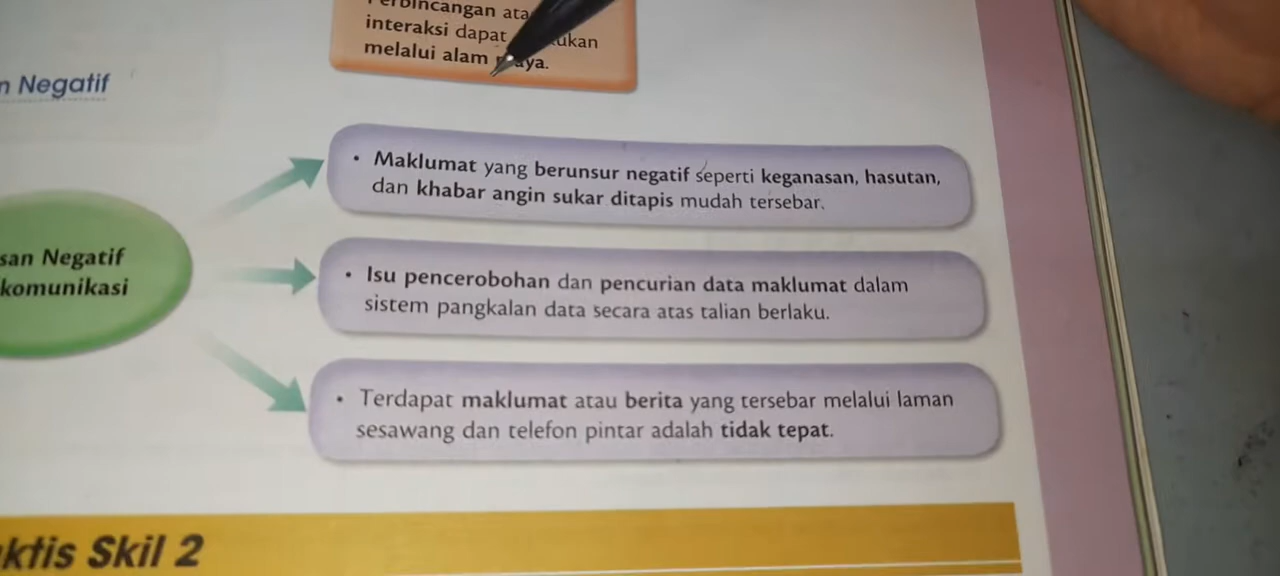 interaksi dapat
melalui alam
Negatif
• Maklumat yang berunsur negatif seperti keganasan, hasutan,
dan khabar angin sukar ditapis mudah tersebar.
Negatif
komunikasi
• Isu pencerobohan dan pencurian data maklumat dalam
sistem pangkalan data secara atas talian berlaku.
• Terdapat maklumat atau berita yang tersebar melalui laman
sesawang dan telefon pintar adalah tidak tepat.
Skil 2